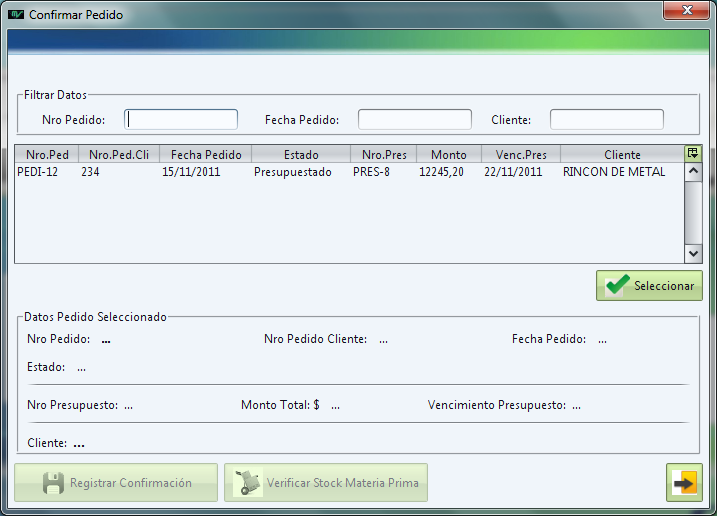 Confirmar Pedido
Filtrar Datos
Nro Pedido: Fecha Pedido: Cliente:
Nro.Ped Nro.Ped.Cli Fecha Pedido Estado Nro.Pres Monto Venc.Pres Cliente
PEDI-12 234 15/11/2011 Presupuestado PRES-8 12245,20 22/11/2011 RINCON DE METAL
Seleccionar
Datos Pedido Seleccionado
Nro Pedido: ... Nro Pedido Cliente: ... Fecha Pedido: ...
Estado: ...
Nro Presupuesto: ... Monto Total: $ ... Vencimiento Presupuesto: ...
Cliente: ...
Registrar Confirmación Verificar Stock Materia Prima